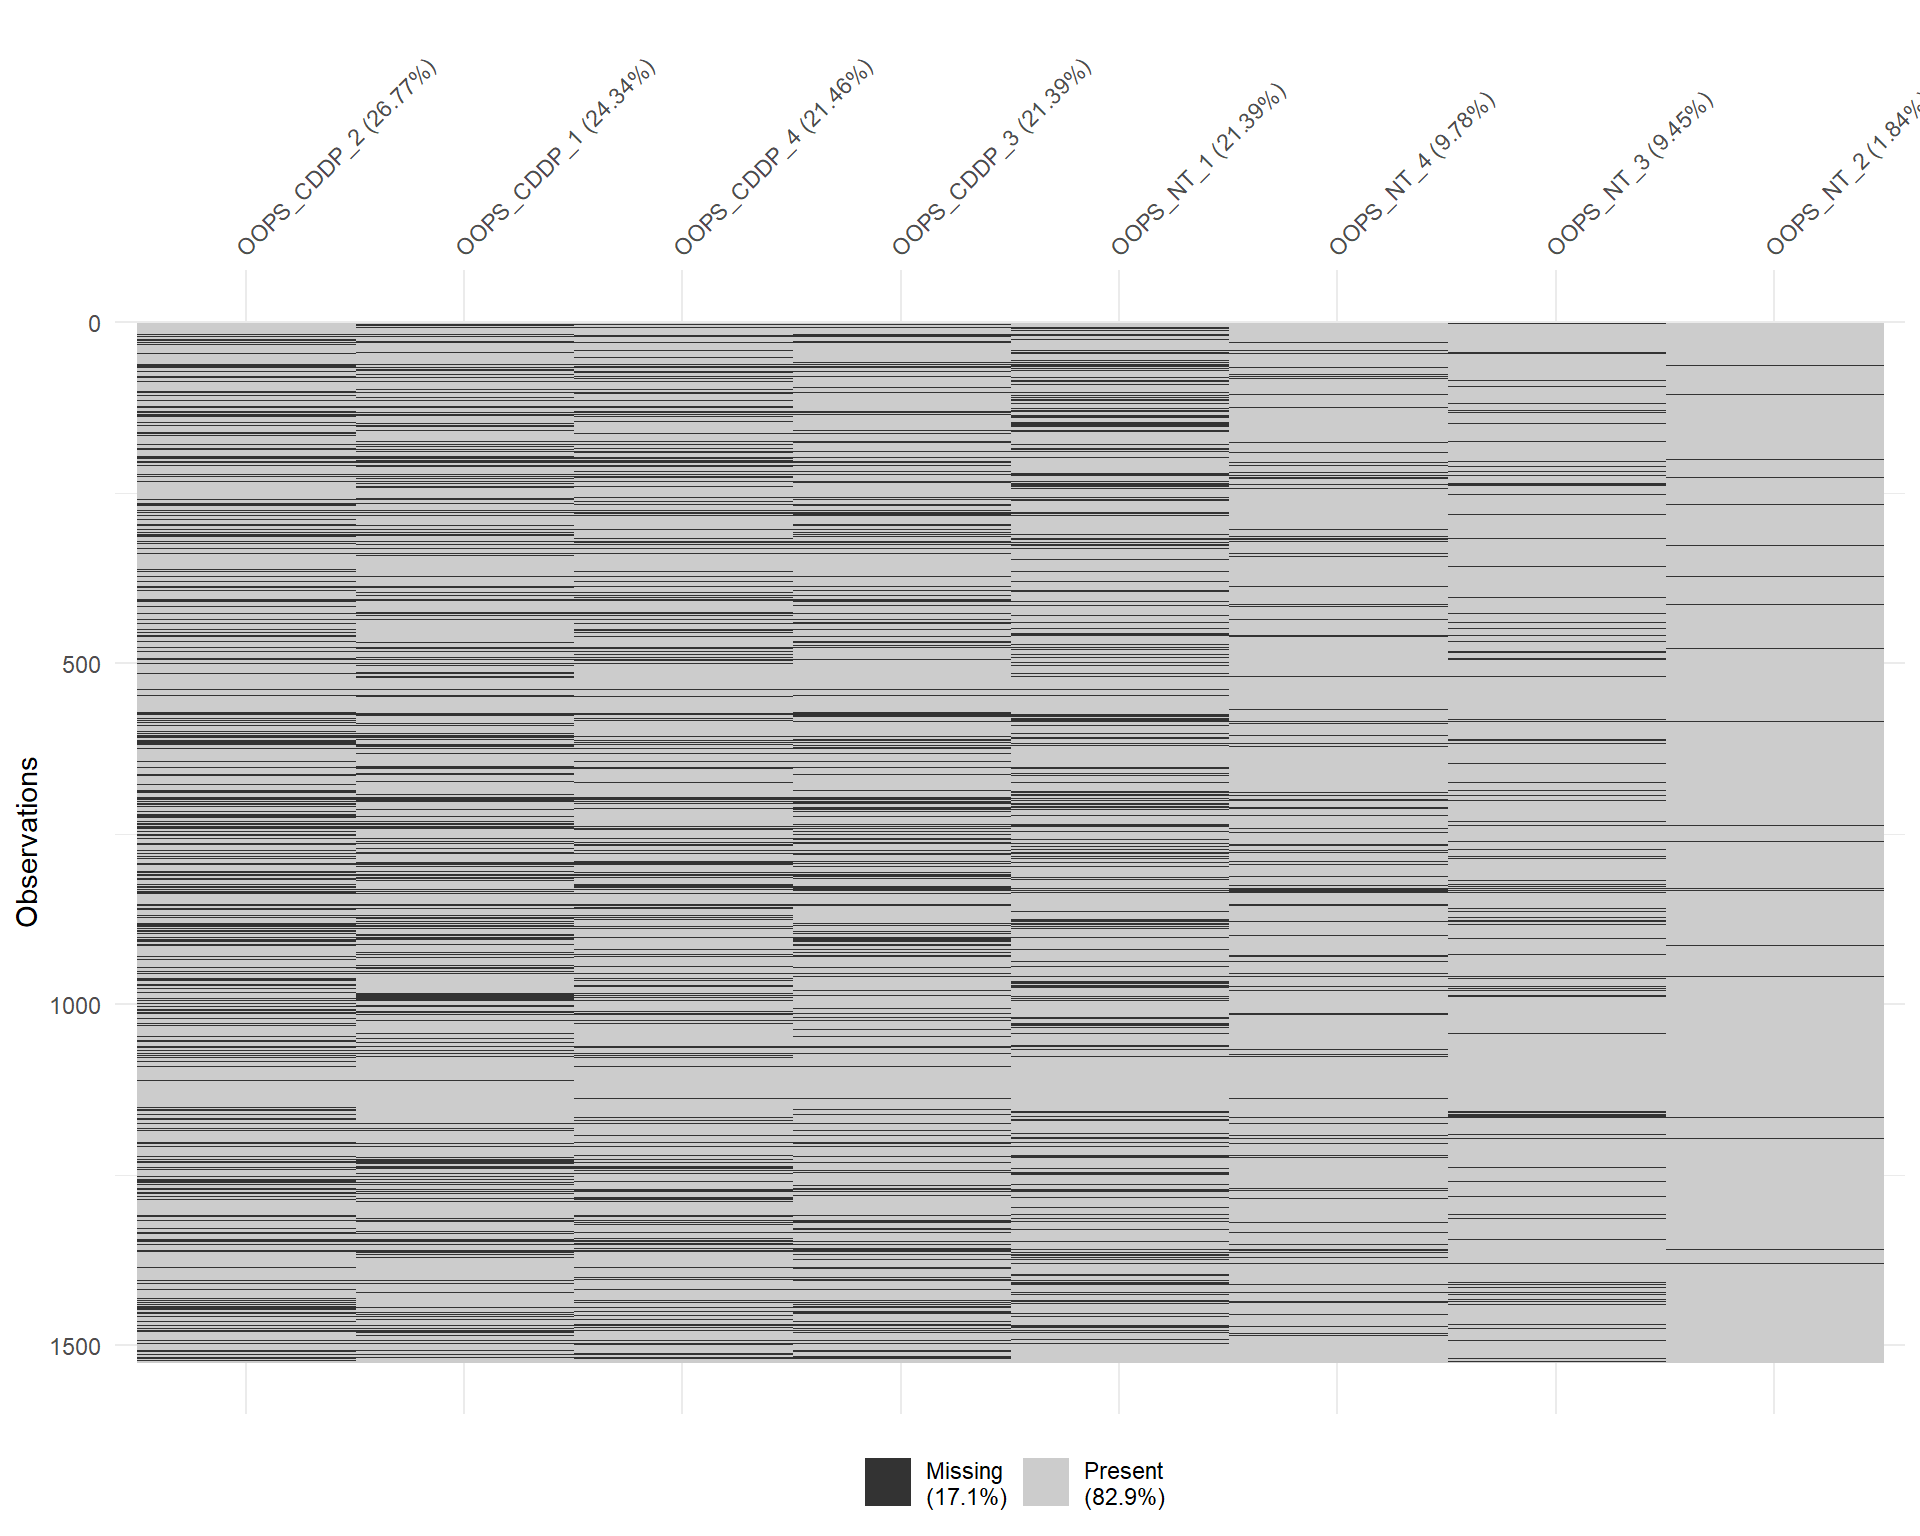 OOPS_CDDP_2 (26.77%)
OOPS_CDDP_1 (24.34%)
OOPS_CDDP_4 (21.46%)
OOPS_CDDP_3 (21.39%)
OOPS_NT_1 (21.39%)
OOPS_NT_4 (9.78%)
OOPS_NT_3 (9.45%)
OOPS_NT_2 (1.84%
0
500
1000
1500
Observations
Missing
(17.1%)
Present
(82.9%)